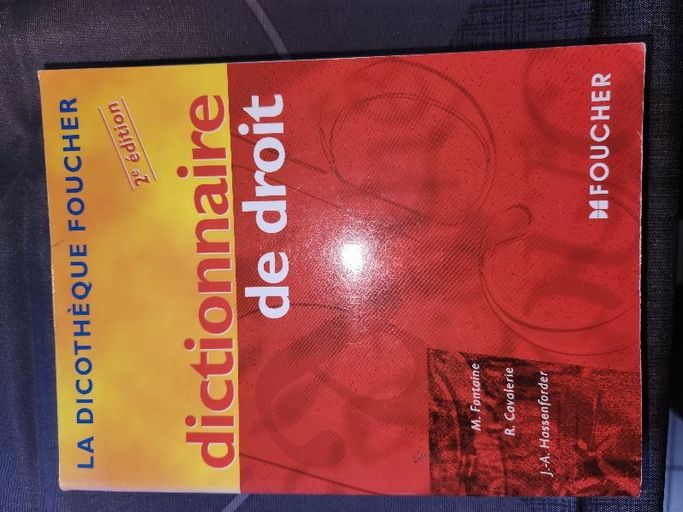 LA DICOTHÈQUE FOUCHER
2e édition
dictionnaire
de droit
M. Fontaine
R. Cavalerie
J.-A. Hassenforder
FOUCHER